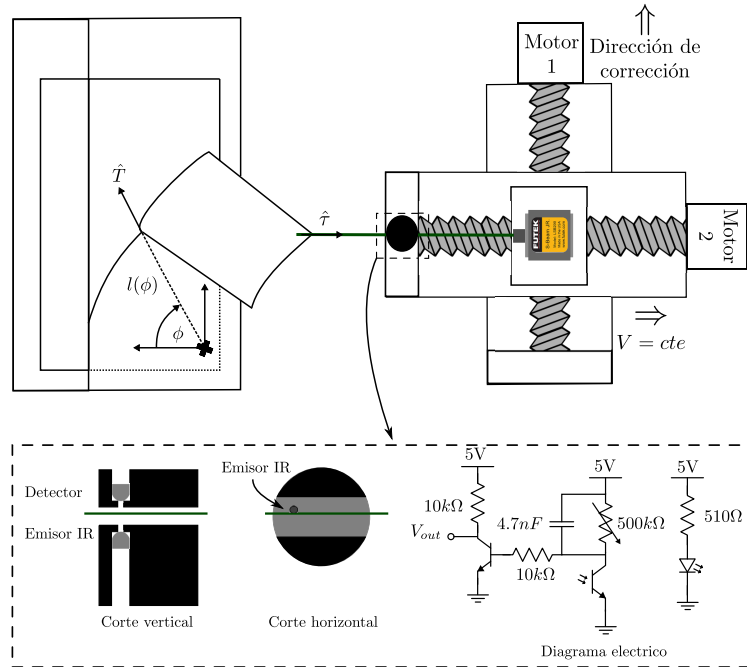 Motor
1
Dirección de
corrección
T̂
τ̂
l(ϕ)
ϕ
FUTEK
Motor
2
V = cte
Detector
Emisor IR
Corte vertical
Emisor IR
Corte horizontal
5V
10kΩ
V_out
4.7nF
10kΩ
5V
500kΩ
5V
510Ω
Diagrama electrico